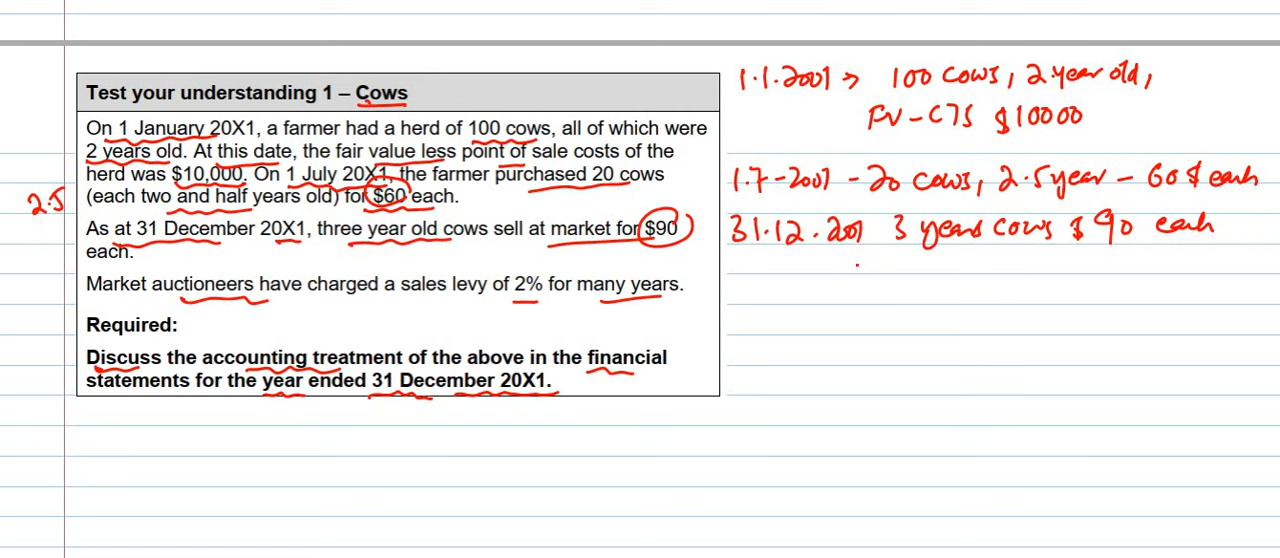 Test your understanding 1 – Cows
On 1 January 20X1, a farmer had a herd of 100 cows, all of which were
2 years old. At this date, the fair value less point of sale costs of the
herd was $10,000. On 1 July 20X1, the farmer purchased 20 cows
(each two and half years old) for $60 each.
2.5
As at 31 December 20X1, three year old cows sell at market for $90
each.
Market auctioneers have charged a sales levy of 2% for many years.
Required:
Discuss the accounting treatment of the above in the financial
statements for the year ended 31 December 20X1.
1.1.2001 → 100 cows, 2 year old,
FV-CTS $10000
1.7-2001 - 20 cows, 2.5 year - 60 $ each
31.12.2001 3 years cows $ 90 each